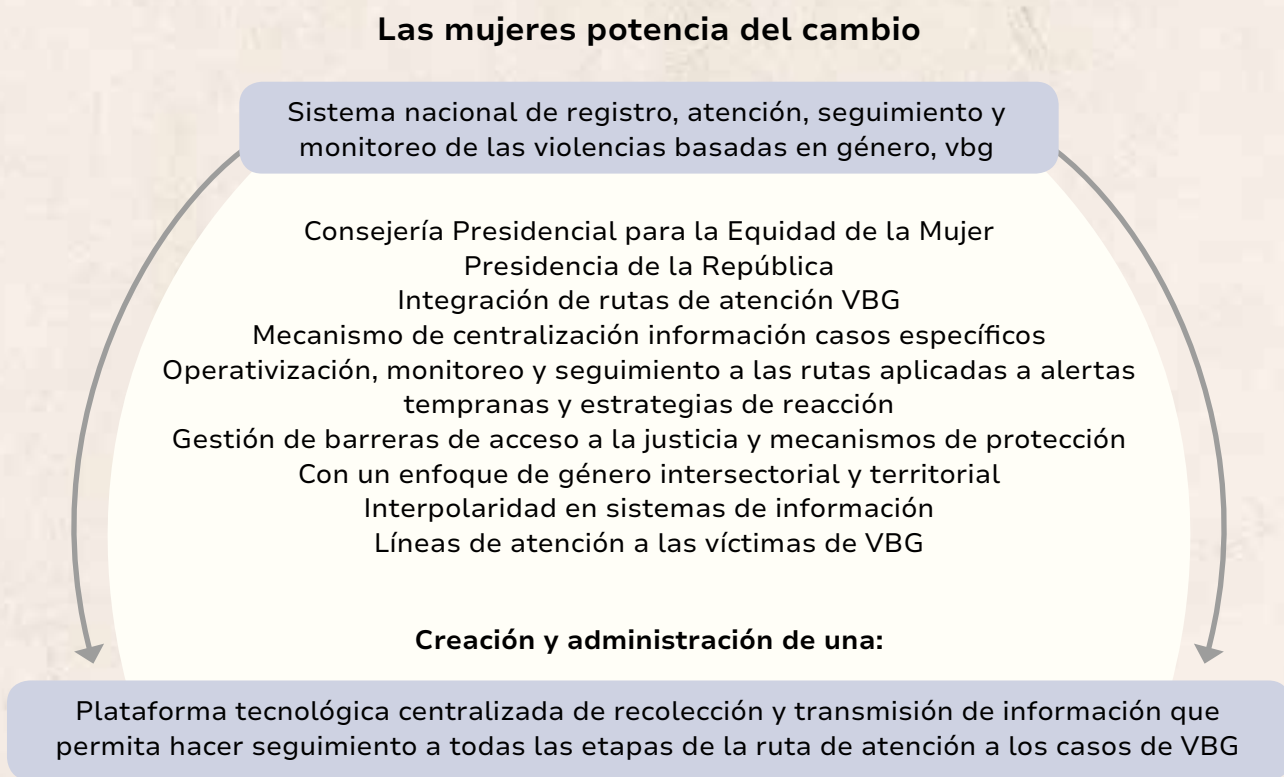 Las mujeres potencia del cambio
Sistema nacional de registro, atención, seguimiento y
monitoreo de las violencias basadas en género, vbg
Consejería Presidencial para la Equidad de la Mujer
Presidencia de la República
Integración de rutas de atención VBG
Mecanismo de centralización información casos específicos
Operativización, monitoreo y seguimiento a las rutas aplicadas a alertas
tempranas y estrategias de reacción
Gestión de barreras de acceso a la justicia y mecanismos de protección
Con un enfoque de género intersectorial y territorial
Interpolaridad en sistemas de información
Líneas de atención a las víctimas de VBG
Creación y administración de una:
Plataforma tecnológica centralizada de recolección y transmisión de información que
permita hacer seguimiento a todas las etapas de la ruta de atención a los casos de VBG